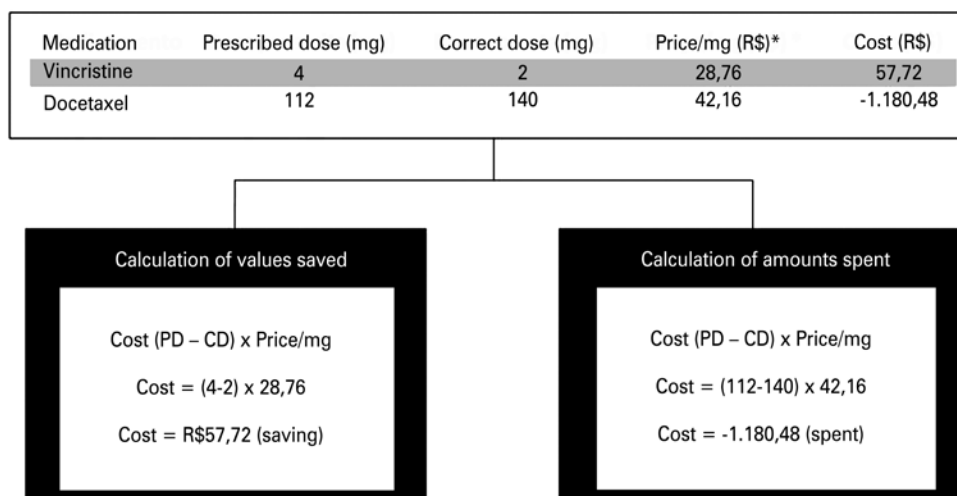 Medication Prescribed dose (mg) Correct dose (mg) Price/mg (R$)* Cost (R$)
Vincristine 4 2 28,76 57,72
Docetaxel 112 140 42,16 -1.180,48
Calculation of values saved
Cost (PD – CD) x Price/mg
Cost = (4-2) x 28,76
Cost = R$57,72 (saving)
Calculation of amounts spent
Cost (PD – CD) x Price/mg
Cost = (112-140) x 42,16
Cost = -1.180,48 (spent)